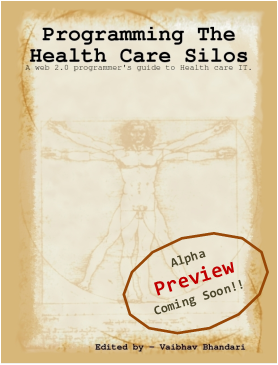 Programming The
Health Care Silos
A web 2.0 programmer's guide to Health care IT.
Alpha
Preview
Coming Soon!!
Edited by - Vaibhav Bhandari